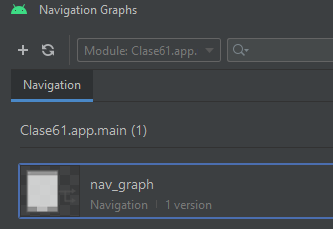 Navigation Graphs
Module: Clase61.app.
Navigation
Clase61.app.main (1)
nav_graph
Navigation | 1 version